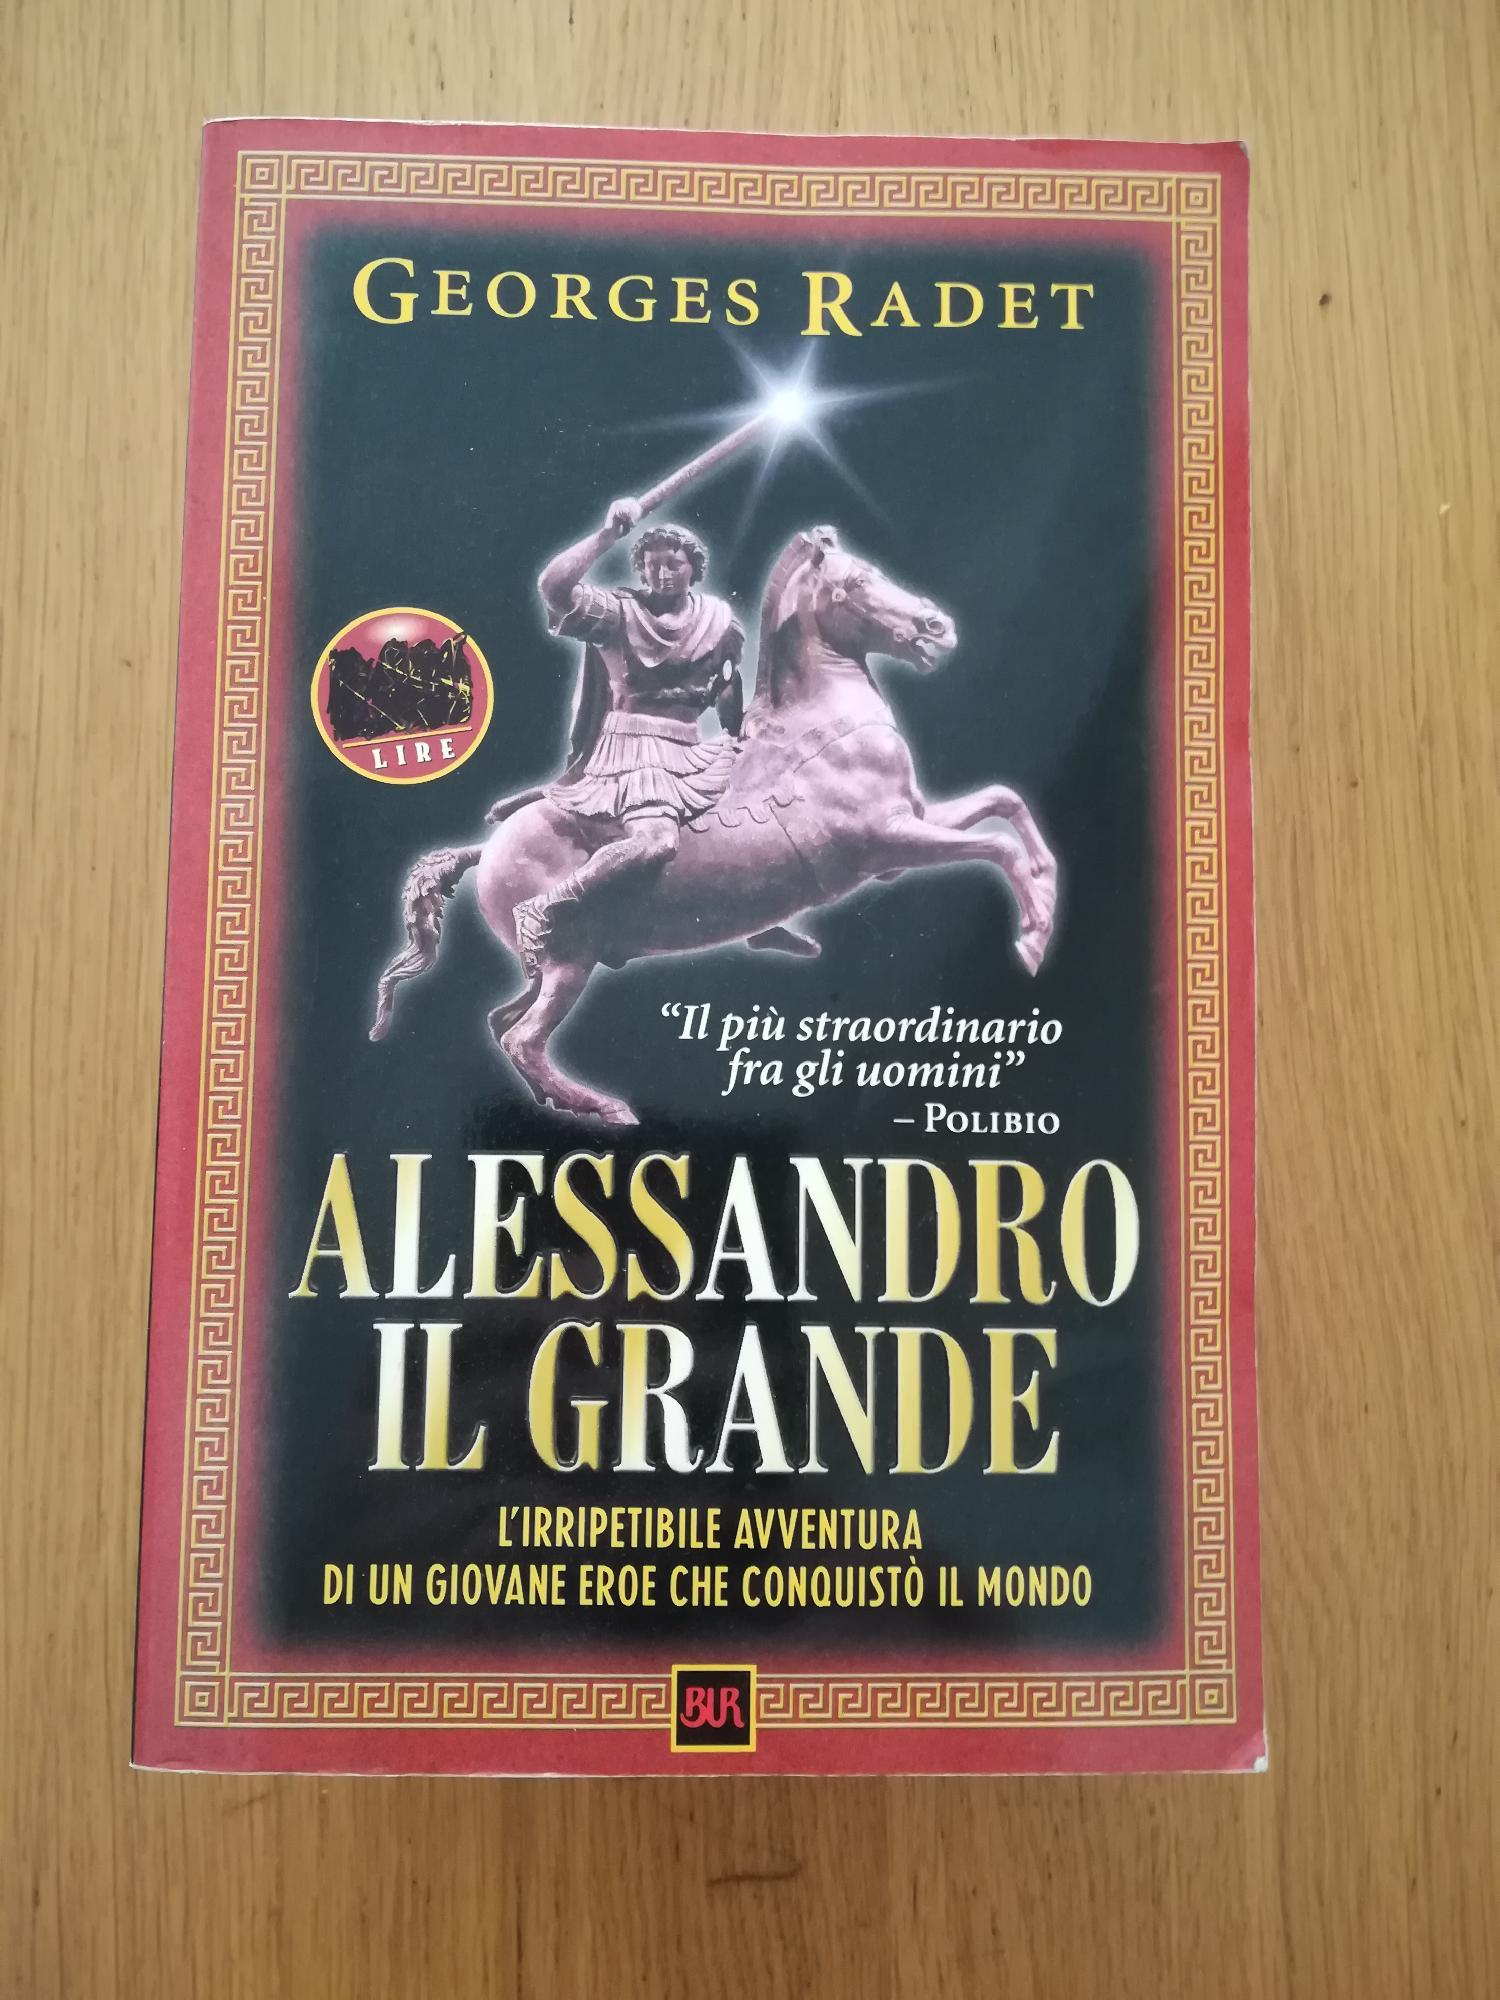 GEORGES RADET
LIRE
“Il più straordinario
fra gli uomini”
– POLIBIO
ALESSANDRO
IL GRANDE
L’IRRIPETIBILE AVVENTURA
DI UN GIOVANE EROE CHE CONQUISTÒ IL MONDO
BUR